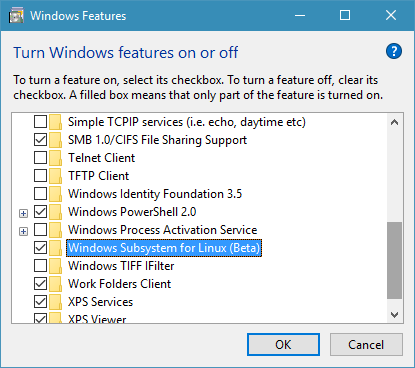 Windows Features
Turn Windows features on or off
?
To turn a feature on, select its checkbox. To turn a feature off, clear its
checkbox. A filled box means that only part of the feature is turned on.
Simple TCPIP services (i.e. echo, daytime etc)
SMB 1.0/CIFS File Sharing Support
Telnet Client
TFTP Client
Windows Identity Foundation 3.5
Windows PowerShell 2.0
Windows Process Activation Service
Windows Subsystem for Linux (Beta)
Windows TIFF IFilter
Work Folders Client
XPS Services
XPS Viewer
OK Cancel